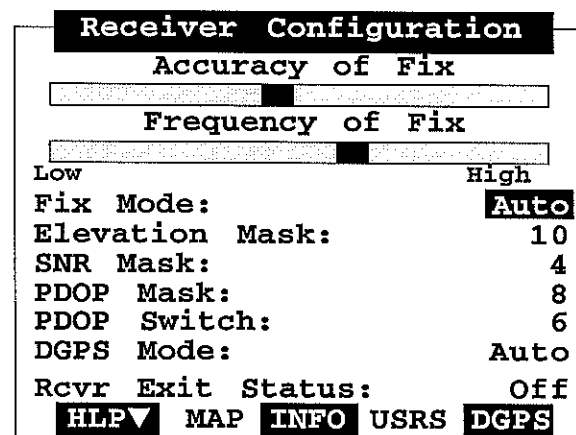 Receiver Configuration
Accuracy of Fix
Frequency of Fix
Low High
Fix Mode: Auto
Elevation Mask: 10
SNR Mask: 4
PDOP Mask: 8
PDOP Switch: 6
DGPS Mode: Auto
Rcvr Exit Status: Off
HLP▼ MAP INFO USRS DGPS